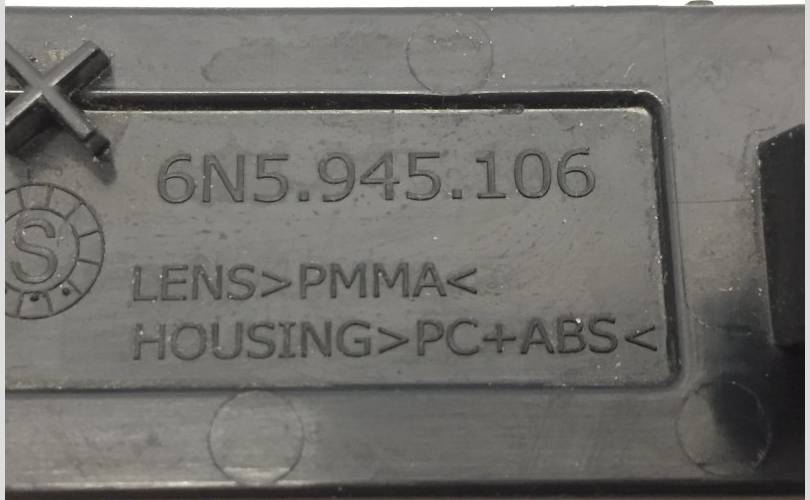 6N5.945.106
S
LENS>PMMA<
HOUSING>PC+ABS<